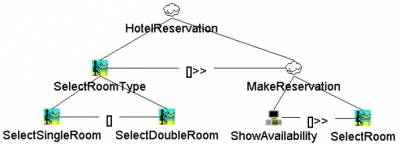 HotelReservation
SelectRoomType
[]>>
MakeReservation
SelectSingleRoom
[]
SelectDoubleRoom
ShowAvailability
[]>>
SelectRoom